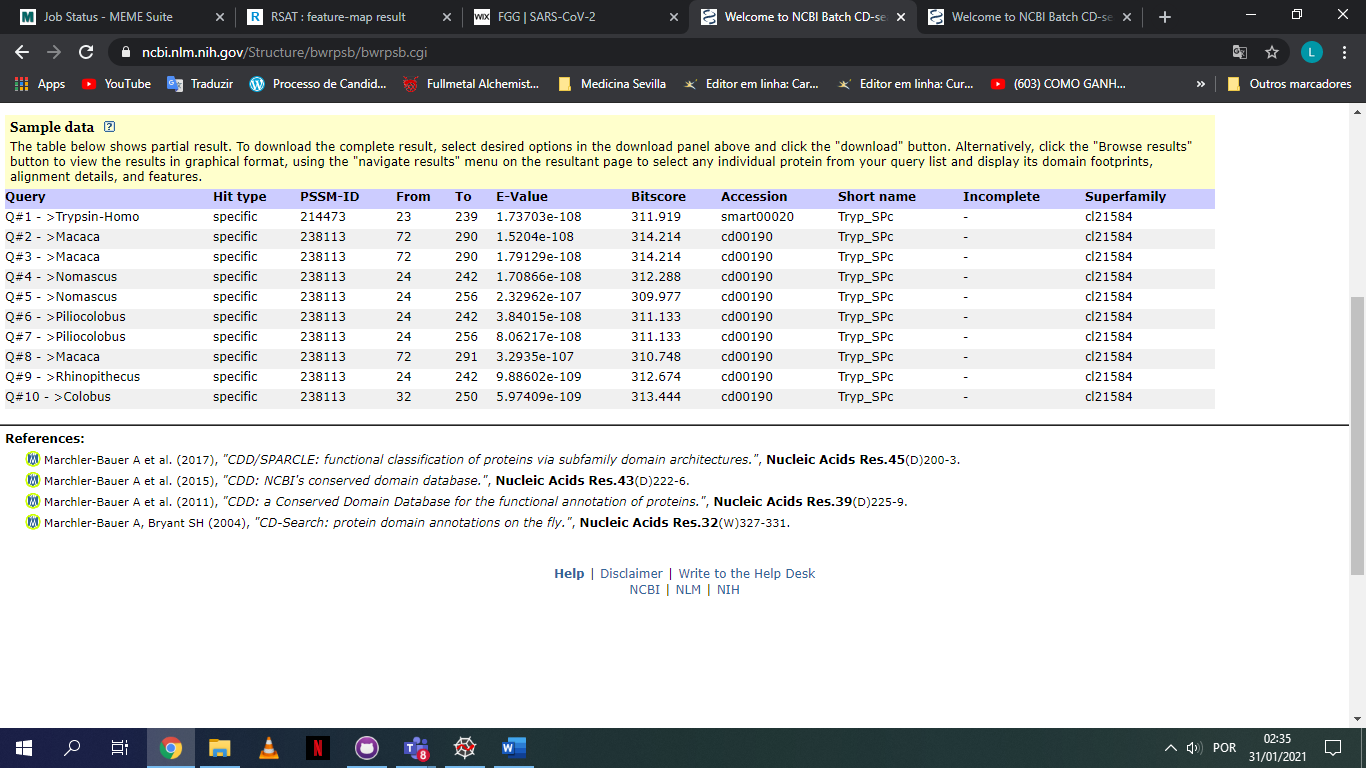 Job Status - MEME Suite
RSAT : feature-map result
FGG | SARS-CoV-2
Welcome to NCBI Batch CD-se
Welcome to NCBI Batch CD-se
ncbi.nlm.nih.gov/Structure/bwrpsb/bwrpsb.cgi
L
Apps YouTube Traduzir Processo de Candid... Fullmetal Alchemist... Medicina Sevilla Editor em linha: Car... Editor em linha: Cur... (603) COMO GANH... » Outros marcadores
Sample data ?
The table below shows partial result. To download the complete result, select desired options in the download panel above and click the "download" button. Alternatively, click the "Browse results"
button to view the results in graphical format, using the "navigate results" menu on the resultant page to select any individual protein from your query list and display its domain footprints,
alignment details, and features.
Query Hit type PSSM-ID From To E-Value Bitscore Accession Short name Incomplete Superfamily
Q#1 - >Trypsin-Homo specific 214473 23 239 1.73703e-108 311.919 smart00020 Tryp_SPc - cl21584
Q#2 - >Macaca specific 238113 72 290 1.5204e-108 314.214 cd00190 Tryp_SPc - cl21584
Q#3 - >Macaca specific 238113 72 290 1.79129e-108 314.214 cd00190 Tryp_SPc - cl21584
Q#4 - >Nomascus specific 238113 24 242 1.70866e-108 312.288 cd00190 Tryp_SPc - cl21584
Q#5 - >Nomascus specific 238113 24 256 2.32962e-107 309.977 cd00190 Tryp_SPc - cl21584
Q#6 - >Piliocolobus specific 238113 24 242 3.84015e-108 311.133 cd00190 Tryp_SPc - cl21584
Q#7 - >Piliocolobus specific 238113 24 256 8.06217e-108 311.133 cd00190 Tryp_SPc - cl21584
Q#8 - >Macaca specific 238113 72 291 3.2935e-107 310.748 cd00190 Tryp_SPc - cl21584
Q#9 - >Rhinopithecus specific 238113 24 242 9.88602e-109 312.674 cd00190 Tryp_SPc - cl21584
Q#10 - >Colobus specific 238113 32 250 5.97409e-109 313.444 cd00190 Tryp_SPc - cl21584
References:
Marchler-Bauer A et al. (2017), "CDD/SPARCLE: functional classification of proteins via subfamily domain architectures.", Nucleic Acids Res.45(D)200-3.
Marchler-Bauer A et al. (2015), "CDD: NCBI's conserved domain database.", Nucleic Acids Res.43(D)222-6.
Marchler-Bauer A et al. (2011), "CDD: a Conserved Domain Database for the functional annotation of proteins.", Nucleic Acids Res.39(D)225-9.
Marchler-Bauer A, Bryant SH (2004), "CD-Search: protein domain annotations on the fly.", Nucleic Acids Res.32(W)327-331.
Help | Disclaimer | Write to the Help Desk
NCBI | NLM | NIH
POR
02:35
31/01/2021